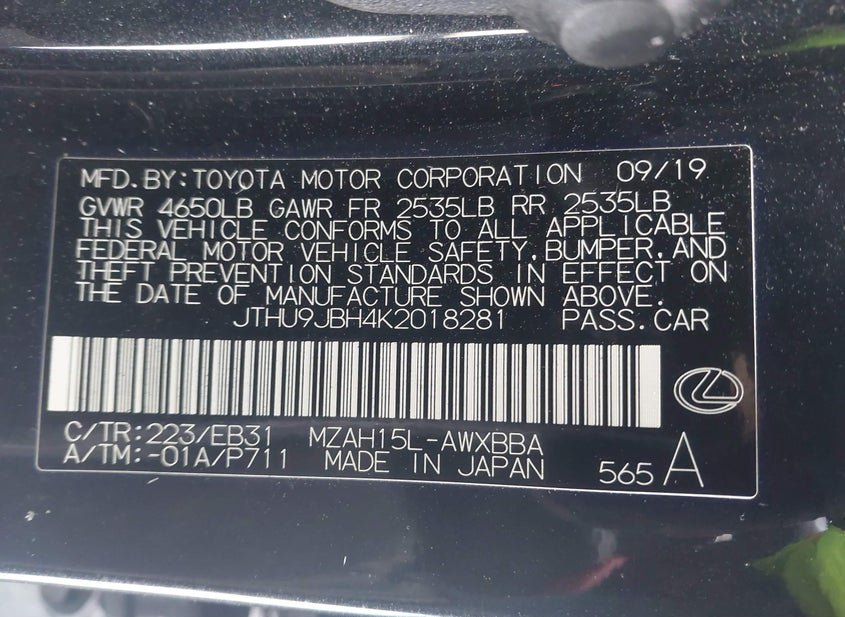 MFD.BY:TOYOTA MOTOR CORPORATION 09/19
GVWR 4650LB GAWR FR 2535LB RR 2535LB
THIS VEHICLE CONFORMS TO ALL APPLICABLE
FEDERAL MOTOR VEHICLE SAFETY,BUMPER,AND
THEFT PREVENTION STANDARDS IN EFFECT ON
THE DATE OF MANUFACTURE SHOWN ABOVE.
JTHU9JBH4K2018281 PASS.CAR
C/TR:223/EB31 MZAH15L-AWXBBA
A/TM:-01A/P711 MADE IN JAPAN 565 A